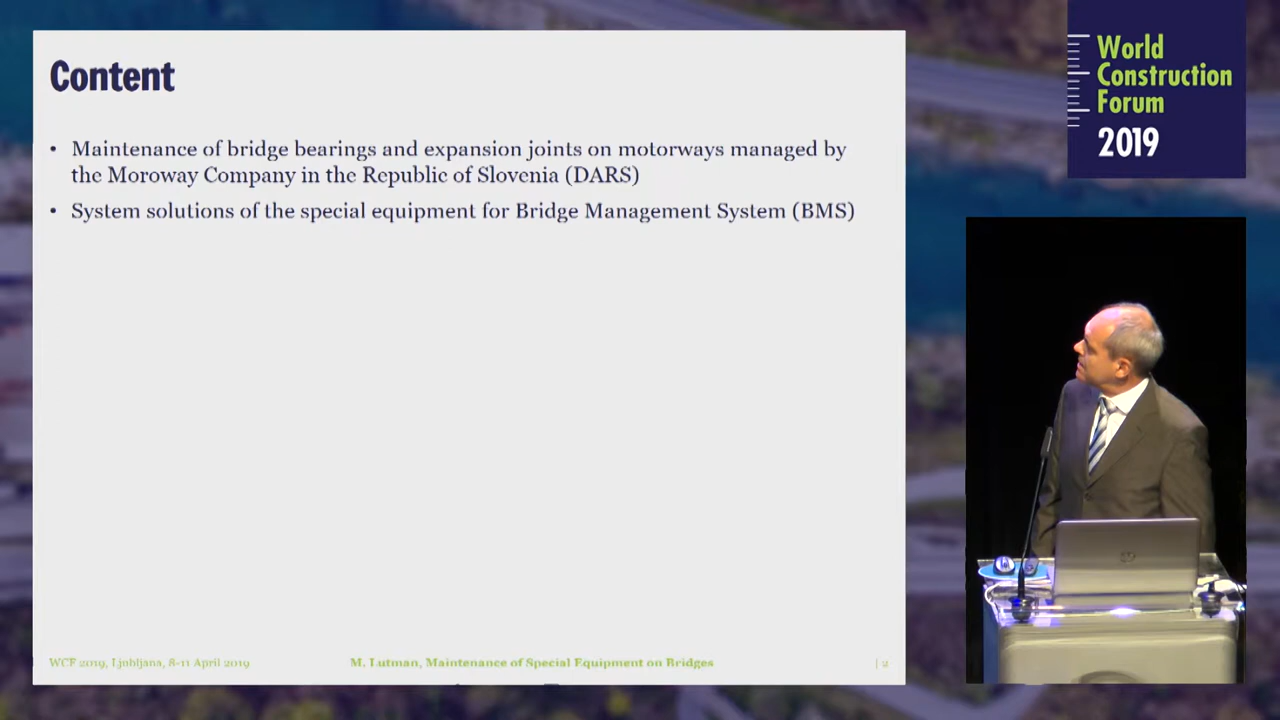 Content
• Maintenance of bridge bearings and expansion joints on motorways managed by
the Moroway Company in the Republic of Slovenia (DARS)
• System solutions of the special equipment for Bridge Management System (BMS)
WCF 2019, Ljubljana, 8-11 April 2019
M. Lutman, Maintenance of Special Equipment on Bridges
| 2
World
Construction
Forum
2019